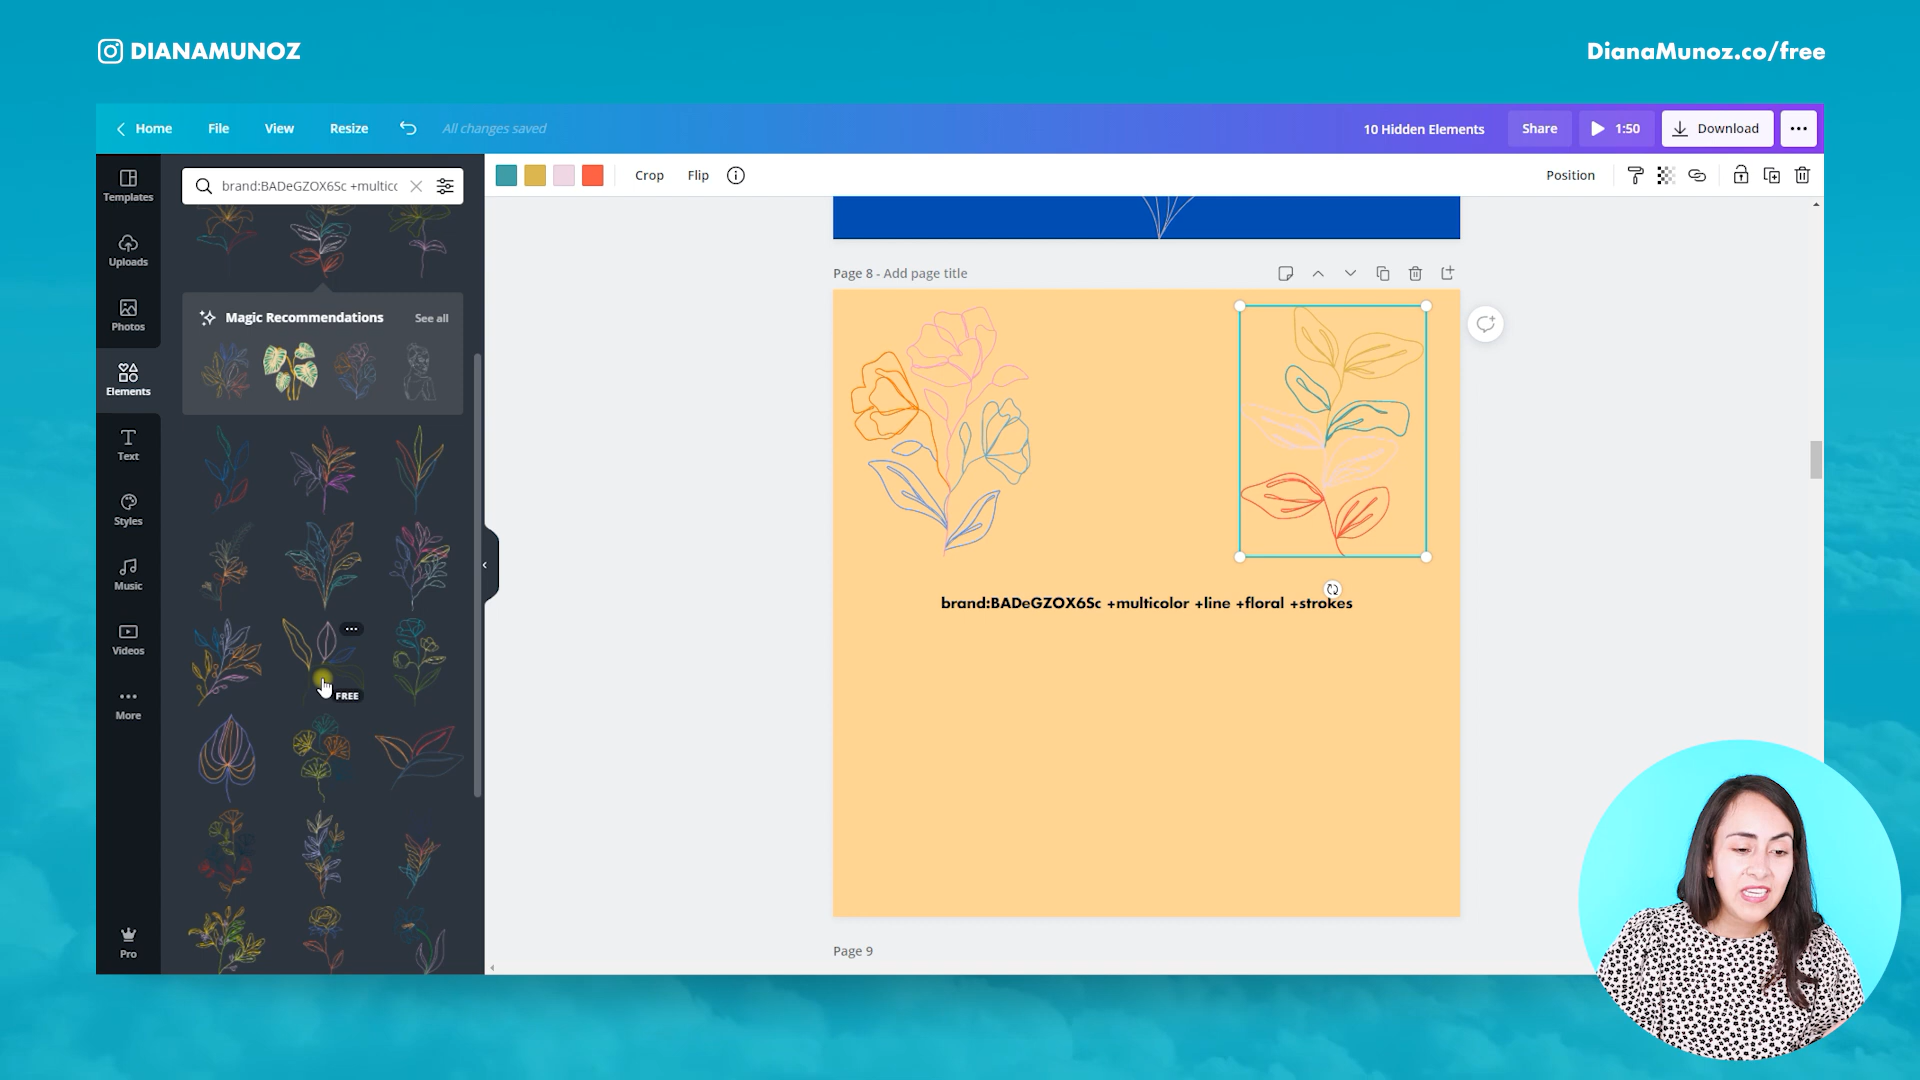 DIANAMUNOZ
DianaMunoz.co/free
Home File View Resize All changes saved 10 Hidden Elements Share 1:50 Download
brand:BADeGZOX6Sc +multicc
Crop Flip Position
Templates
Uploads
Photos
Elements
Text
Styles
Music
Videos
More
Pro
Magic Recommendations See all
FREE
Page 8 - Add page title
brand:BADeGZOX6Sc +multicolor +line +floral +strokes
Page 9